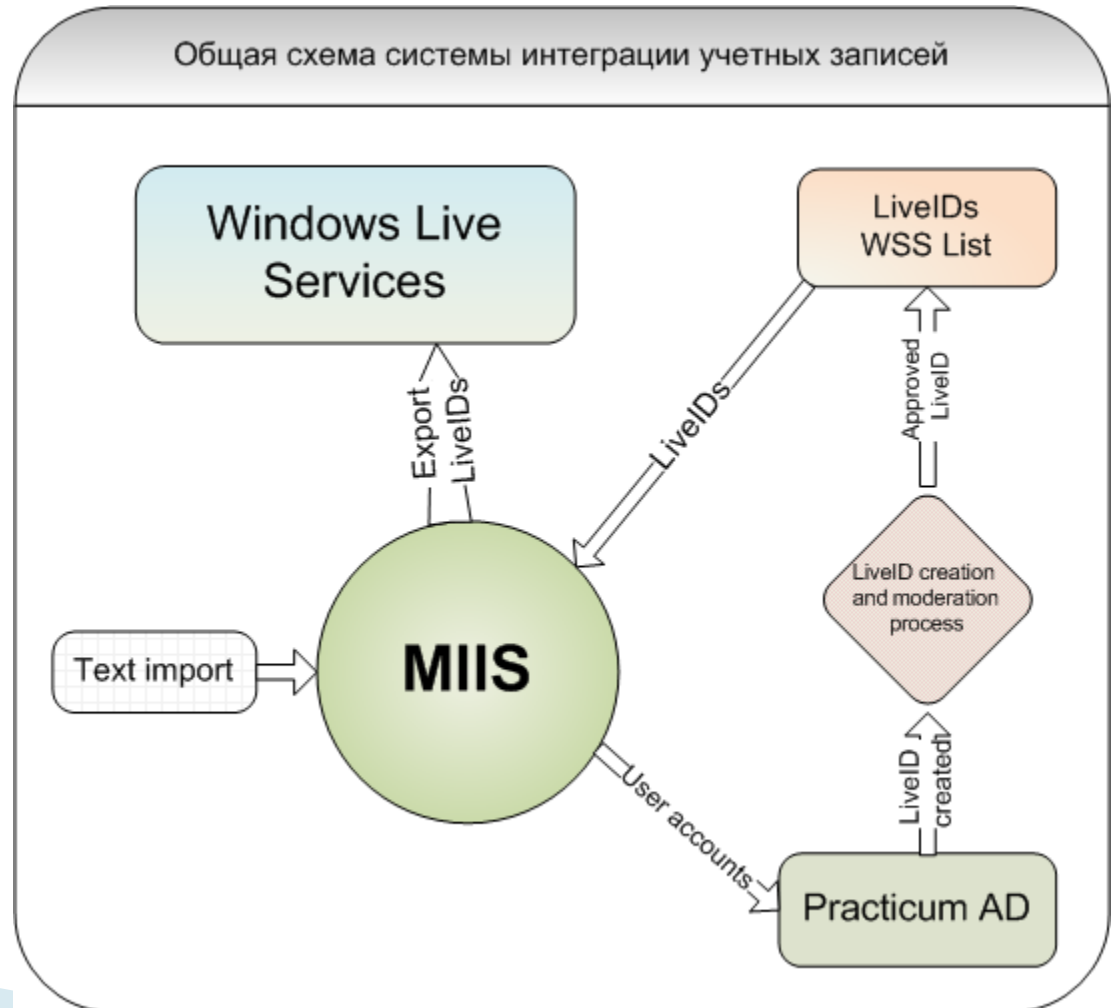 Общая схема системы интеграции учетных записей
Windows Live
Services
LiveIDs
WSS List
Export
LiveIDs
LiveIDs
Approved
LiveID
LiveID creation
and moderation
process
Text import
MIIS
User accounts
LiveID
created
Practicum AD